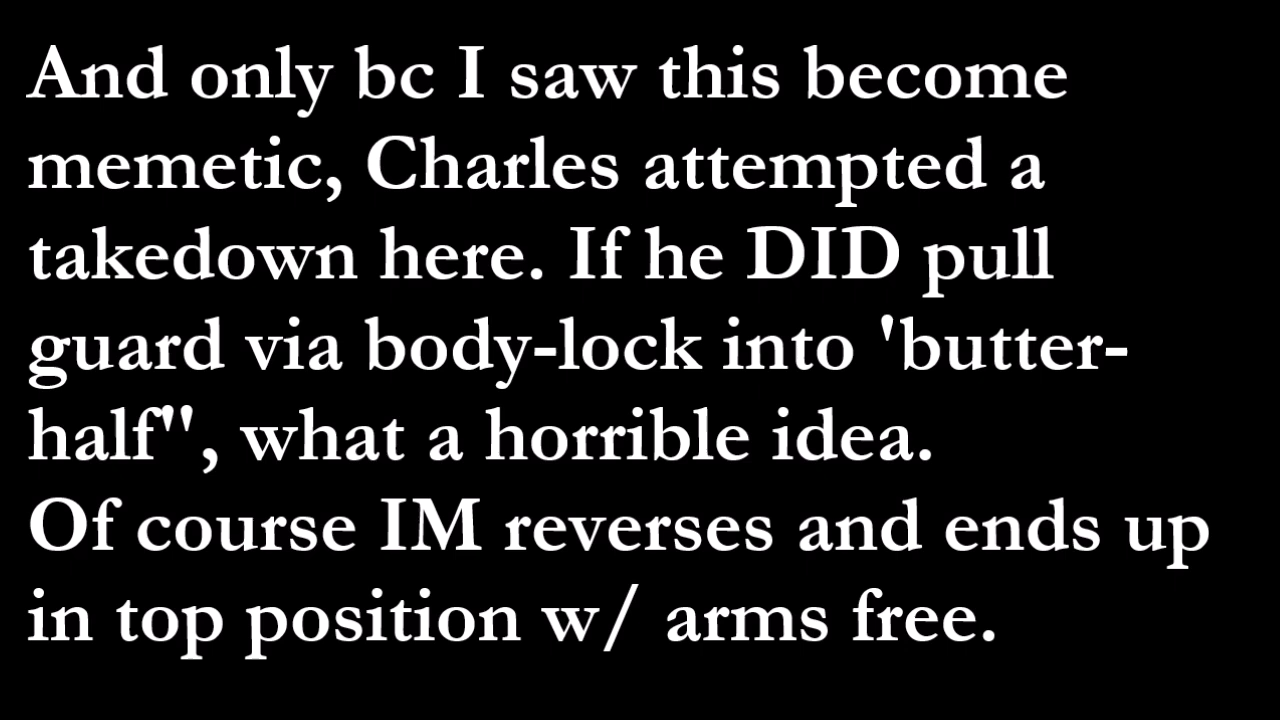 And only bc I saw this become
memetic, Charles attempted a
takedown here. If he DID pull
guard via body-lock into 'butter-
half", what a horrible idea.
Of course IM reverses and ends up
in top position w/ arms free.